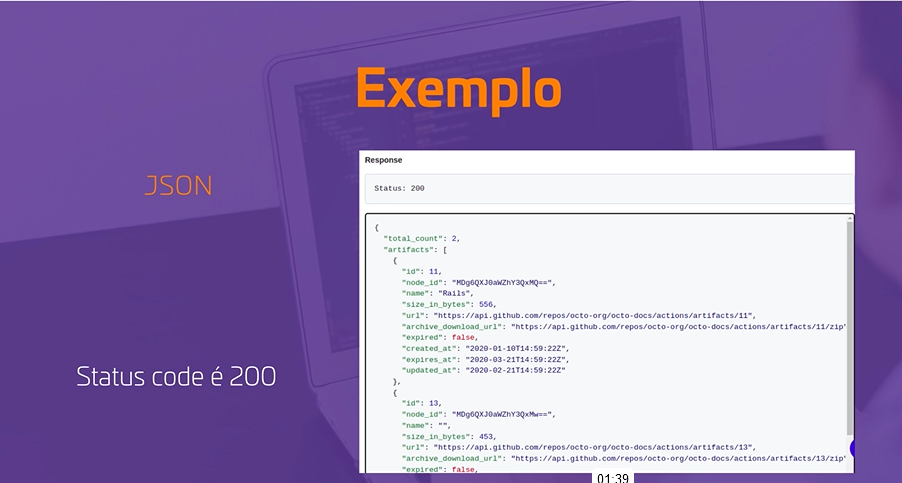 Exemplo
JSON
Status code é 200
Response
Status: 200
{
"total_count": 2,
"artifacts": [
{
"id": 11,
"node_id": "MDg6QXJ0aWZhY3QxMQ==",
"name": "Rails",
"size_in_bytes": 556,
"url": "https://api.github.com/repos/octo-org/octo-docs/actions/artifacts/11",
"archive_download_url": "https://api.github.com/repos/octo-org/octo-docs/actions/artifacts/11/zip"
"expired": false,
"created_at": "2020-01-10T14:59:22Z",
"expires_at": "2020-03-21T14:59:22Z",
"updated_at": "2020-02-21T14:59:22Z"
},
{
"id": 13,
"node_id": "MDg6QXJ0aWZhY3QxMw==",
"name": "",
"size_in_bytes": 453,
"url": "https://api.github.com/repos/octo-org/octo-docs/actions/artifacts/13",
"archive_download_url": "https://api.github.com/repos/octo-org/octo-docs/actions/artifacts/13/zip"
"expired": false,
01:39